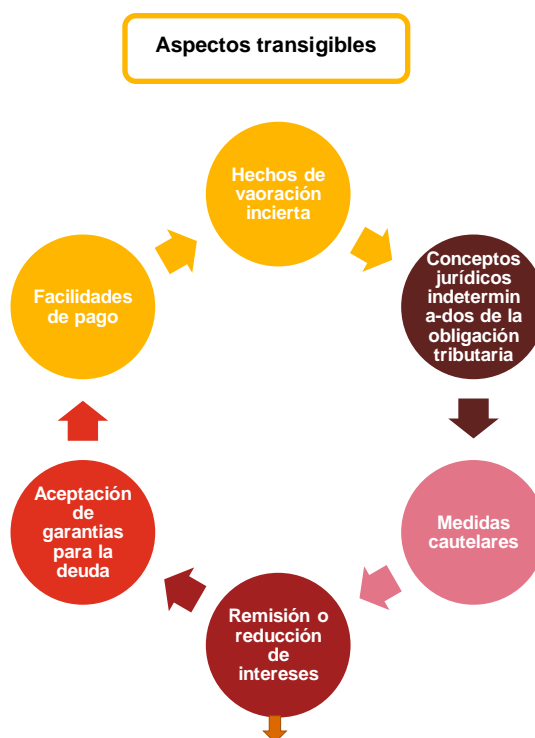 Aspectos transigibles
Hechos de
vaoración
incierta
Conceptos
jurídicos
indetermin
a-dos de la
obligación
tributaria
Medidas
cautelares
Remisión o
reducción
de
intereses
Aceptación
de
garantias
para la
deuda
Facilidades
de pago